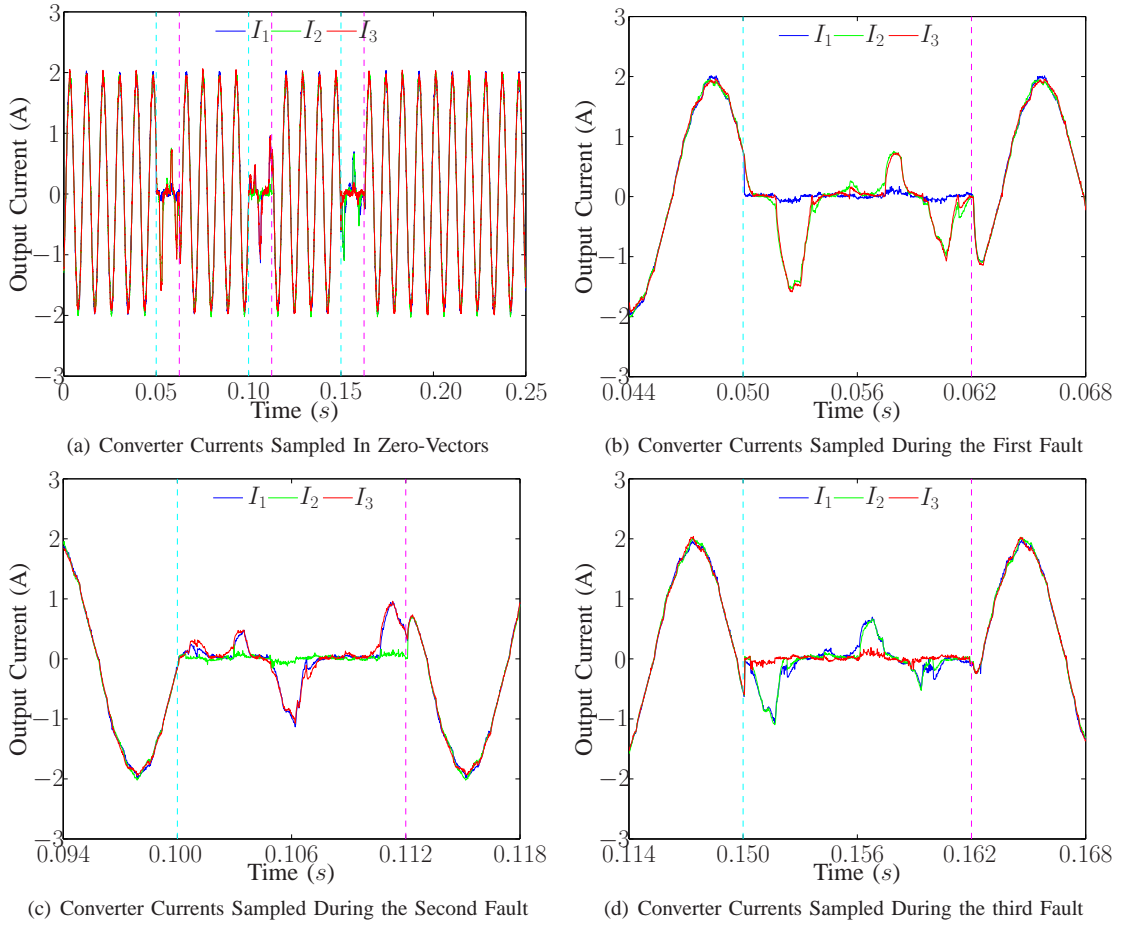 I1 I2 I3
3
2
1
0
−1
−2
−3
Output Current (A)
0 0.05 0.10 0.15 0.20 0.25
Time (s)
(a) Converter Currents Sampled In Zero-Vectors
I1 I2 I3
3
2
1
0
−1
−2
−3
Output Current (A)
0.044 0.050 0.056 0.062 0.068
Time (s)
(b) Converter Currents Sampled During the First Fault
I1 I2 I3
3
2
1
0
−1
−2
−3
Output Current (A)
0.094 0.100 0.106 0.112 0.118
Time (s)
(c) Converter Currents Sampled During the Second Fault
I1 I2 I3
3
2
1
0
−1
−2
−3
Output Current (A)
0.114 0.150 0.156 0.162 0.168
Time (s)
(d) Converter Currents Sampled During the third Fault